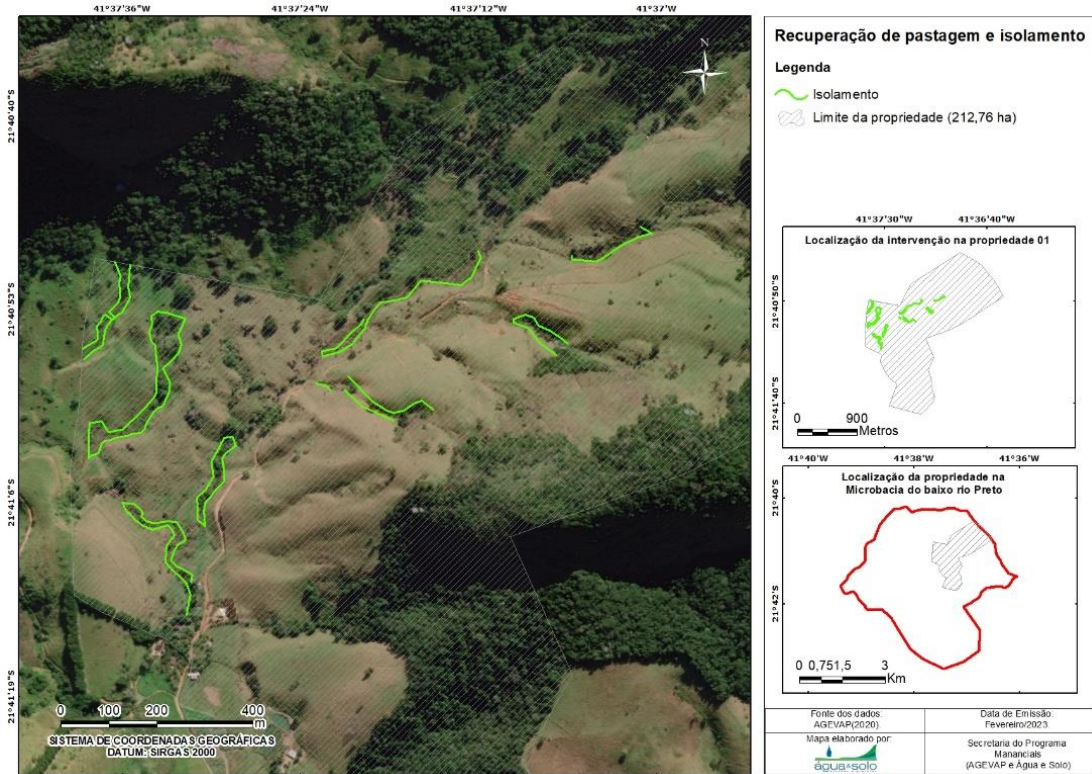 41°37'36"W
41°37'24"W
41°37'12"W
41°37'W
21°40'40"S
21°40'53"S
21°41'6"S
21°41'19"S
N
0 100 200 400
m
SISTEMA DE COORDENADAS GEOGRÁFICAS
DATUM: SIRGAS 2000
Recuperação de pastagem e isolamento
Legenda
Isolamento
Limite da propriedade (212,76 ha)
41°37'30"W
41°36'40"W
Localização da intervenção na propriedade 01
21°40'50"S
21°41'40"S
0 900
Metros
41°40'W
41°38'W
41°36'W
Localização da propriedade na
Microbacia do baixo rio Preto
21°40'S
21°42'S
0 0,751,5 3
Km
Fonte dos dados:
AGEVAP(2020)
Data de Emissão:
Fevereiro/2023
Mapa elaborado por:
água&solo
Secretaria do Programa
Mananciais
(AGEVAP e Água e Solo)